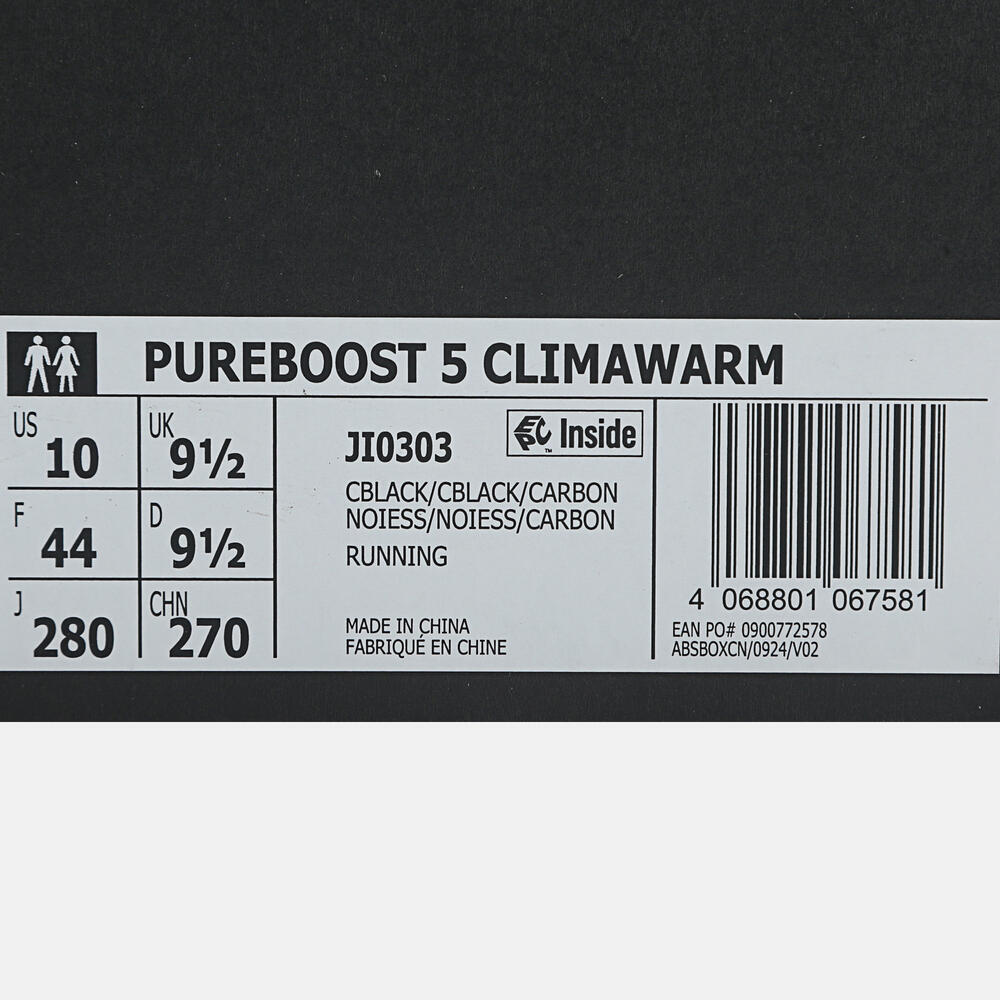 PUREBOOST 5 CLIMAWARM
US 10
UK 9½
F 44
D 9½
J 280
CHN 270
JI0303
EPC Inside
™
CBLACK/CBLACK/CARBON
NOIESS/NOIESS/CARBON
RUNNING
MADE IN CHINA
FABRIQUÉ EN CHINE
4 068801 067581
EAN PO# 0900772578
ABSBOXCN/0924/V02